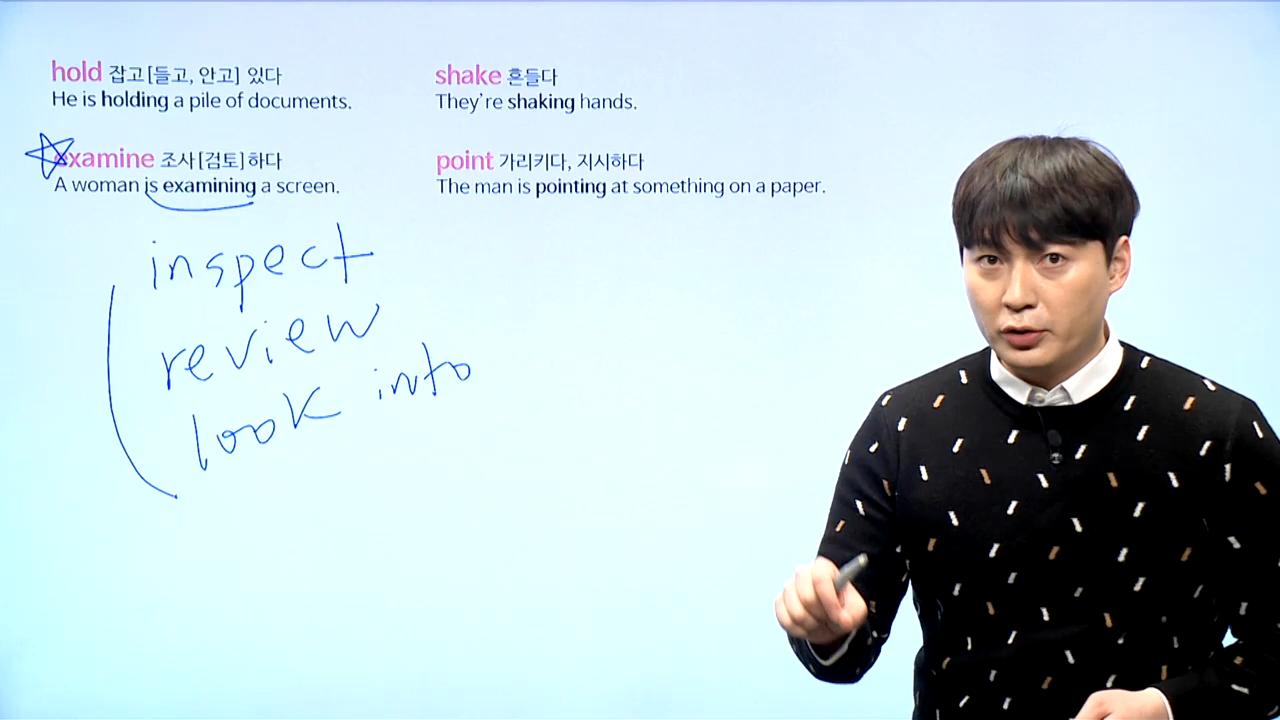 hold 잡고[들고, 안고] 있다
He is holding a pile of documents.
examine 조사[검토]하다
A woman is examining a screen.
inspect
review
look into
shake 흔들다
They're shaking hands.
point 가리키다, 지시하다
The man is pointing at something on a paper.